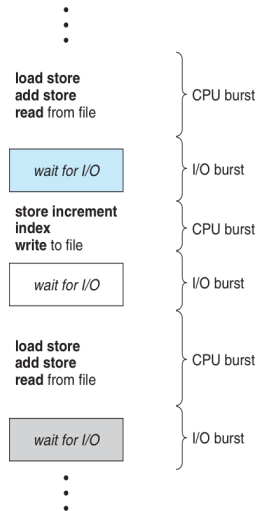 load store
add store
read from file
CPU burst
wait for I/O
I/O burst
store increment
index
write to file
CPU burst
wait for I/O
I/O burst
load store
add store
read from file
CPU burst
wait for I/O
I/O burst